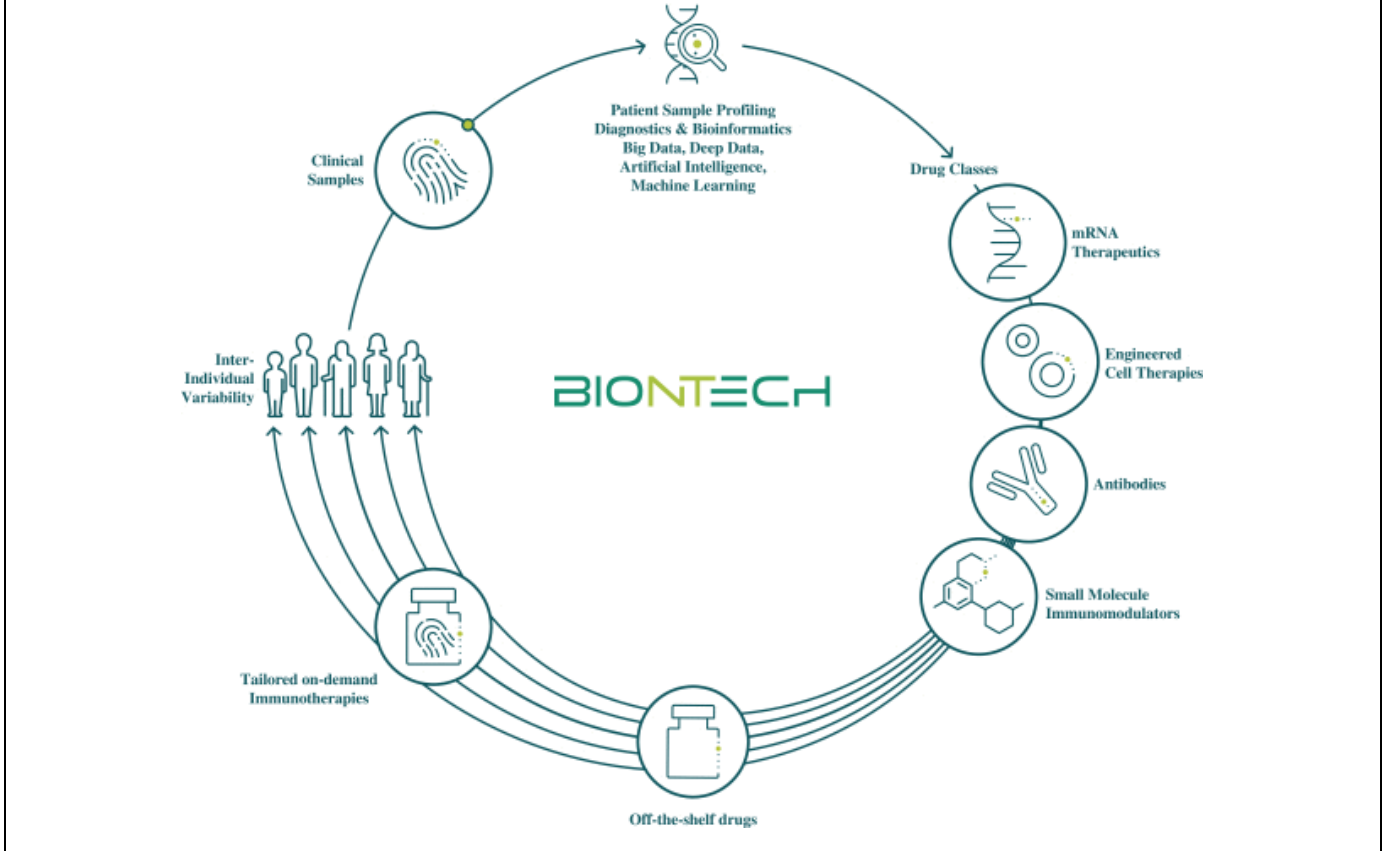 Patient Sample Profiling
Diagnostics & Bioinformatics
Big Data, Deep Data,
Artificial Intelligence,
Machine Learning
Clinical
Samples
Drug Classes
mRNA
Therapeutics
Inter-
Individual
Variability
BIONTECH
Engineered
Cell Therapies
Antibodies
Small Molecule
Immunomodulators
Tailored on-demand
Immunotherapies
Off-the-shelf drugs